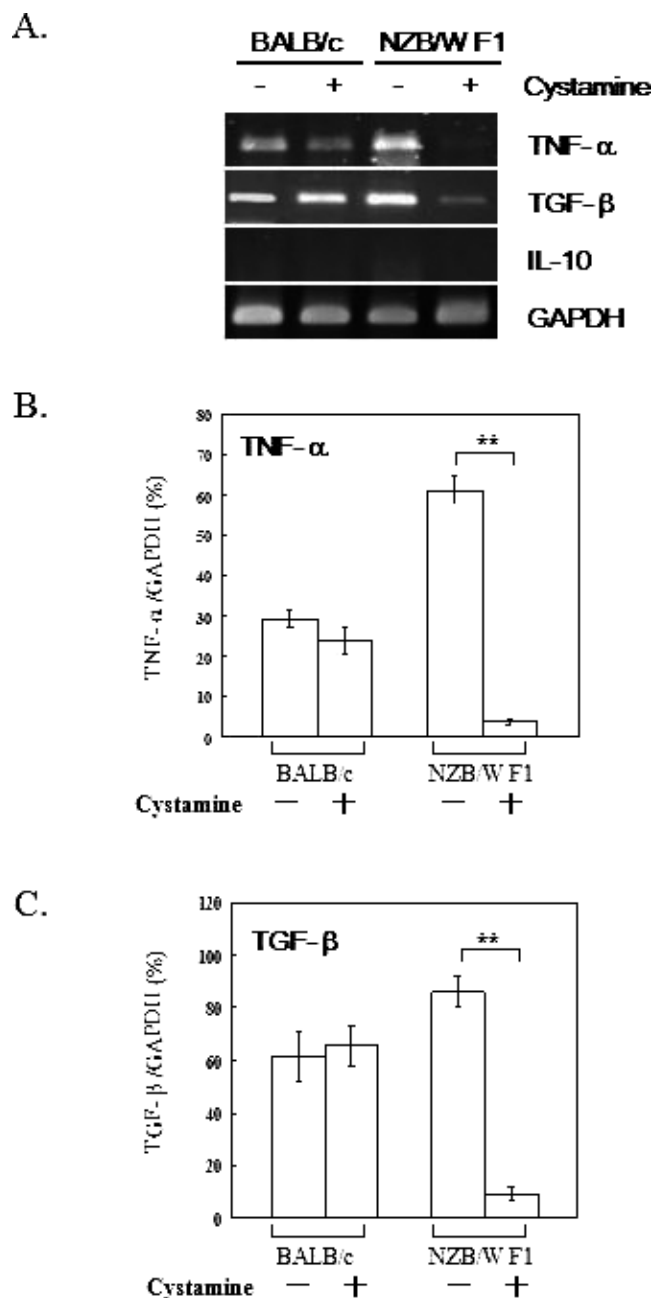 A.
BALB/c NZB/W F1
- + - + Cystamine
TNF-α
TGF-β
IL-10
GAPDH
B.
TNF-α
**
TNF-α /GAPDH (%)
80
70
60
50
40
30
20
10
0
BALB/c NZB/W F1
Cystamine — + — +
C.
TGF-β
**
TGF-β /GAPDH (%)
120
100
80
60
40
20
0
BALB/c NZB/W F1
Cystamine — + — +